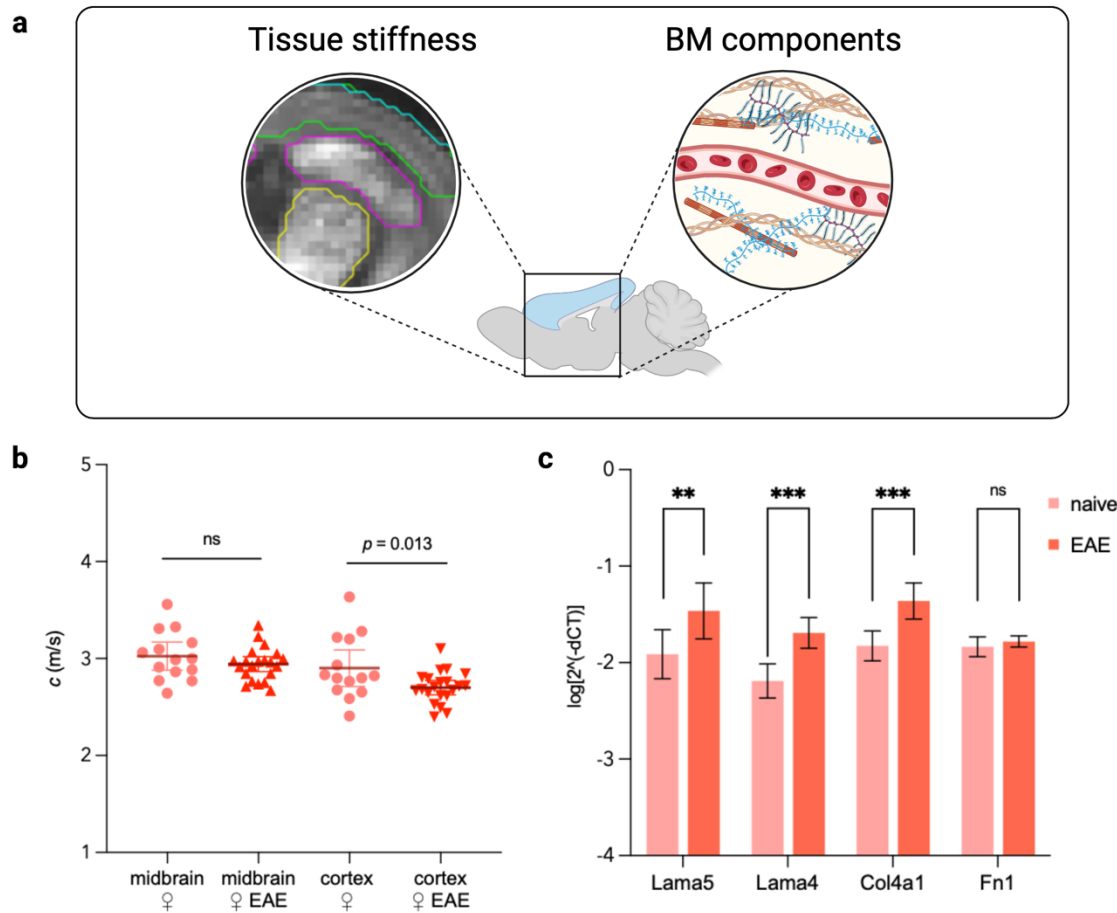 a
Tissue stiffness
BM components
b
5
4
3
2
1
c (m/s)
ns
p = 0.013
midbrain
♀
midbrain
♀ EAE
cortex
♀
cortex
♀ EAE
c
0
-1
-2
-3
-4
log[2^(-dCT)]
**
***
***
ns
naive
EAE
Lama5
Lama4
Col4a1
Fn1